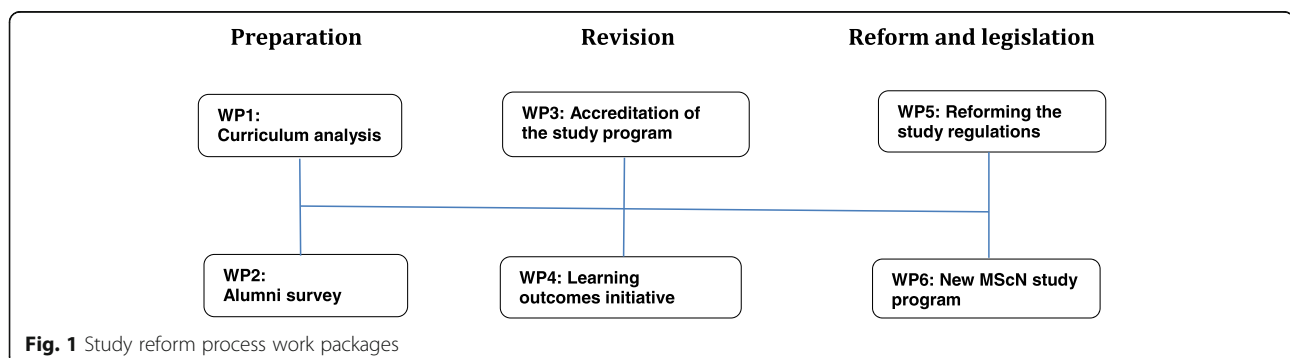 Preparation
Revision
Reform and legislation
WP1:
Curriculum analysis
WP3: Accreditation of
the study program
WP5: Reforming the
study regulations
WP2:
Alumni survey
WP4: Learning
outcomes initiative
WP6: New MScN study
program
Fig. 1 Study reform process work packages